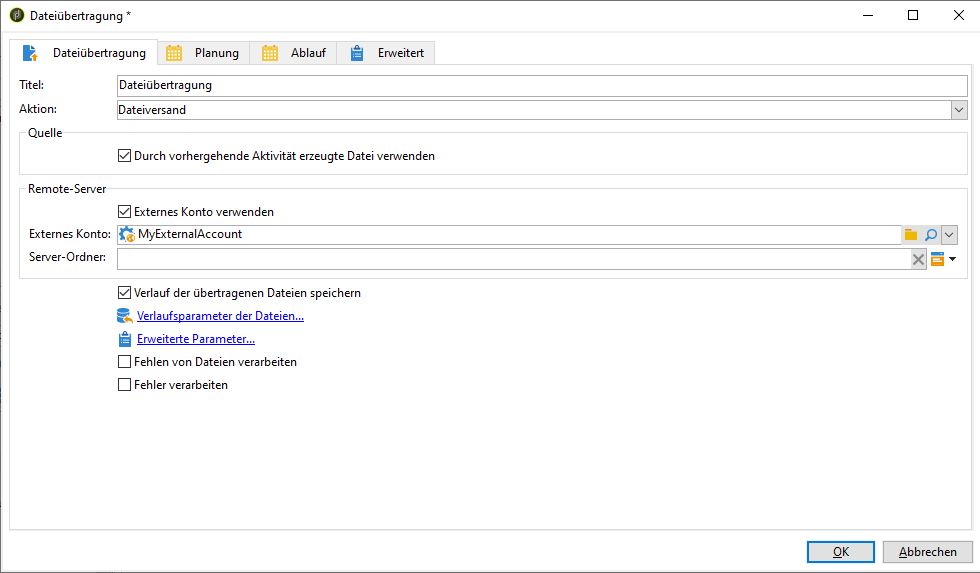 Dateiübertragung *
Dateiübertragung Planung Ablauf Erweitert
Titel: Dateiübertragung
Aktion: Dateiversand
Quelle
Durch vorhergehende Aktivität erzeugte Datei verwenden
Remote-Server
Externes Konto verwenden
Externes Konto: MyExternalAccount
Server-Ordner:
Verlauf der übertragenen Dateien speichern
Verlaufsparameter der Dateien...
Erweiterte Parameter...
Fehlen von Dateien verarbeiten
Fehler verarbeiten
OK Abbrechen